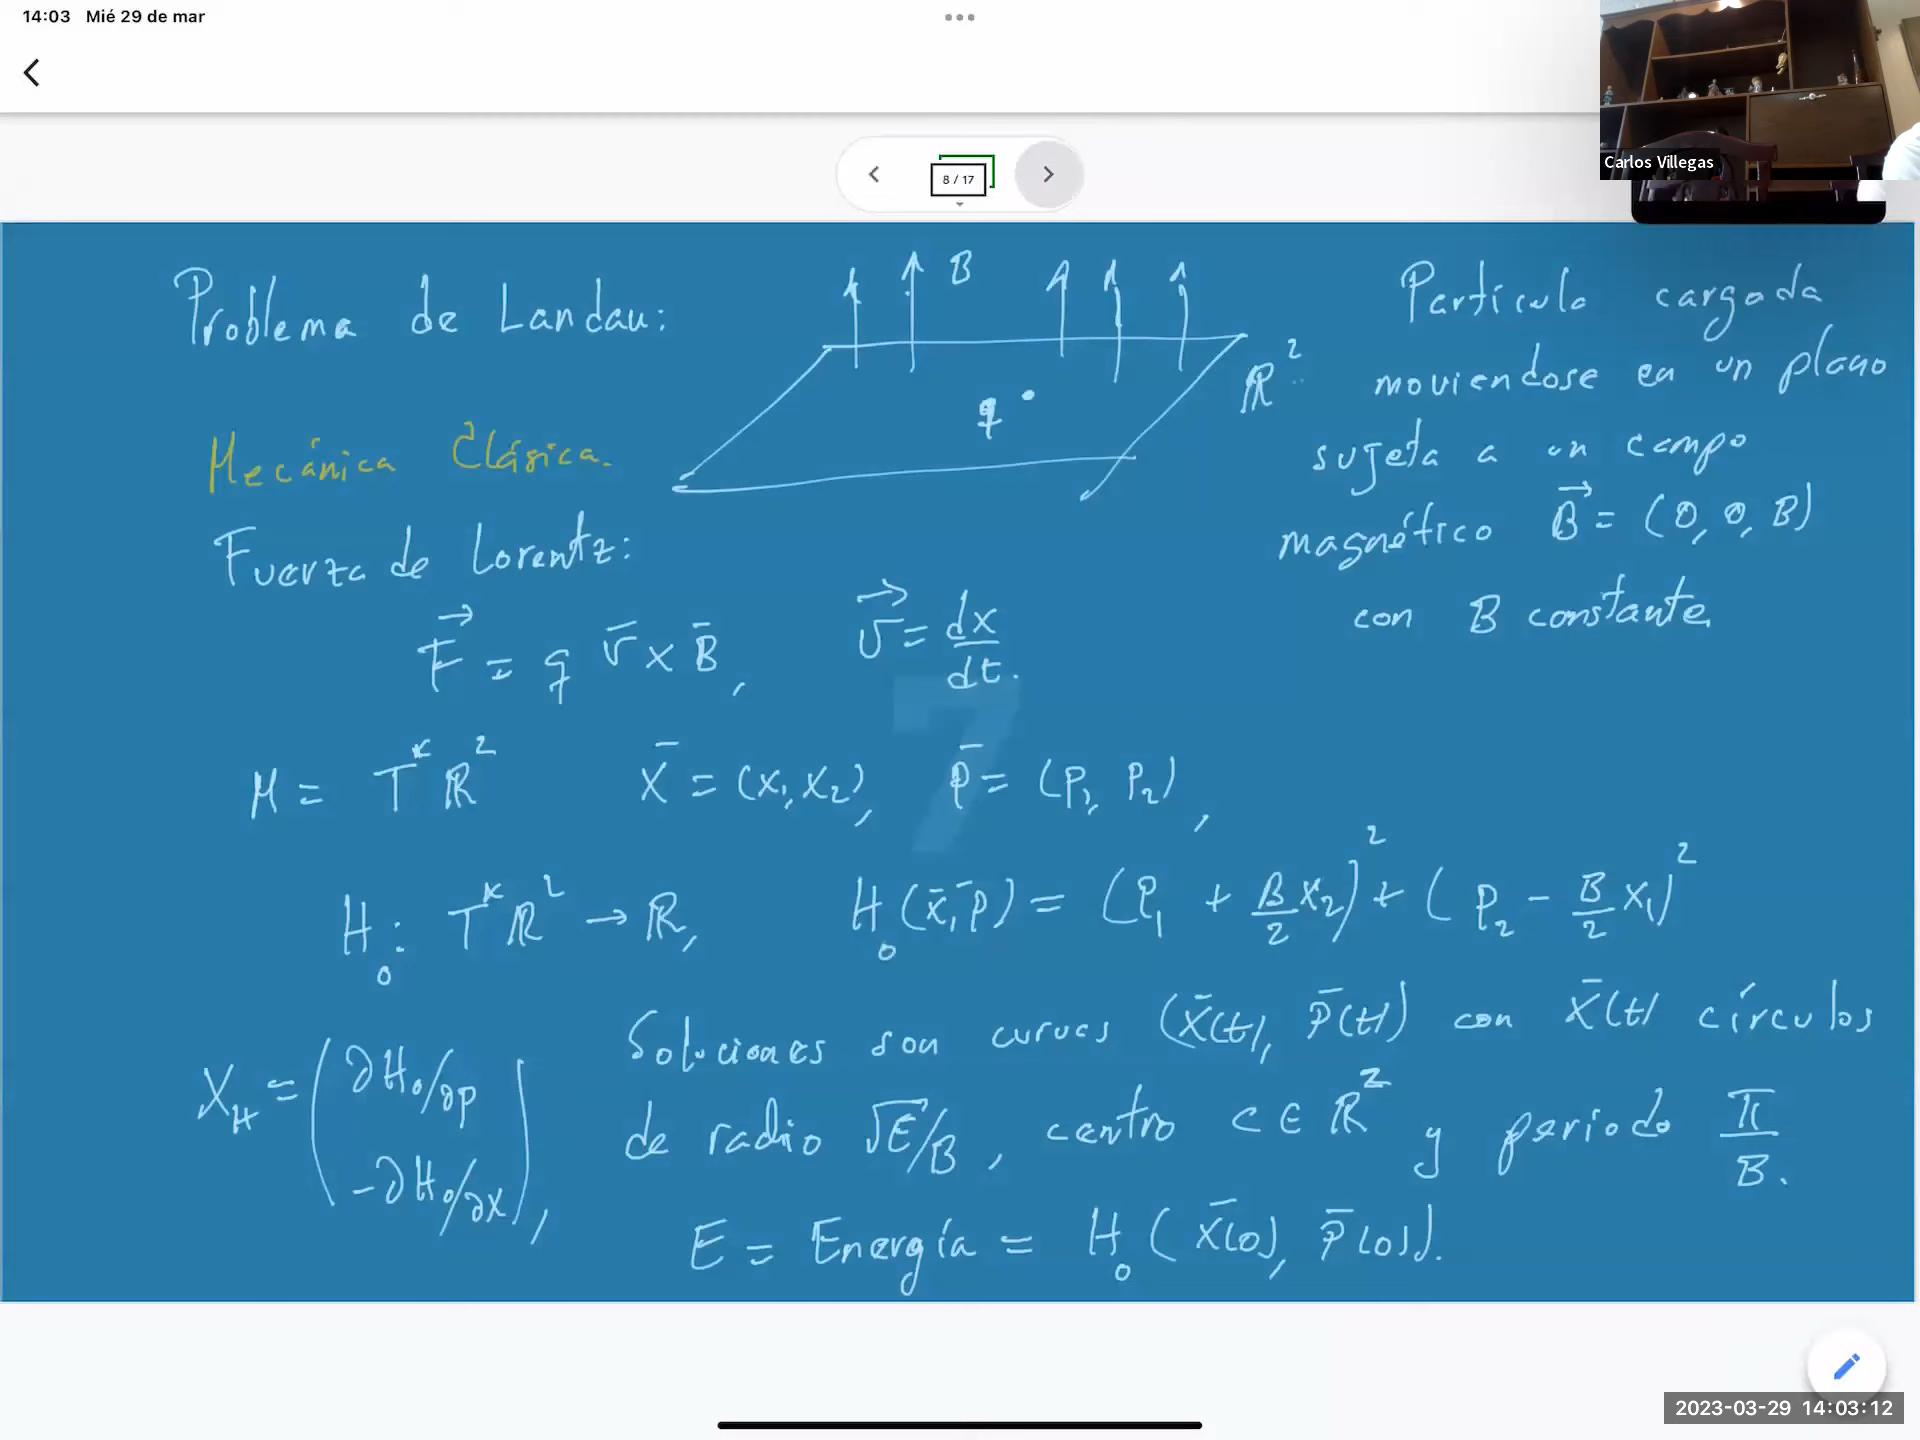 14:03 Mié 29 de mar
Carlos Villegas
8 / 17
Problema de Landau:
B
q
ℝ²
Partícula cargada
moviendose en un plano
sujeta a un campo
magnético B⃗ = (0, 0, B)
con B constante.
Mecánica Clásica.
Fuerza de Lorentz:
F⃗ = q v̄ × B̄, v⃗ = dx/dt.
7
M = T*ℝ² x̄ = (x₁, x₂), p̄ = (p₁, p₂),
H₀: T*ℝ² → ℝ, H₀(x̄, p̄) = (p₁ + B/2 x₂)² + (p₂ - B/2 x₁)²
X_H = (∂H₀/∂p
-∂H₀/∂x),
Soluciones son curvas (x̄(t), p̄(t)) con x̄(t) círculos
de radio √E/B, centro c ∈ ℝ² y período π/B.
E = Energía = H₀(x̄(0), p̄(0)).
2023-03-29 14:03:12